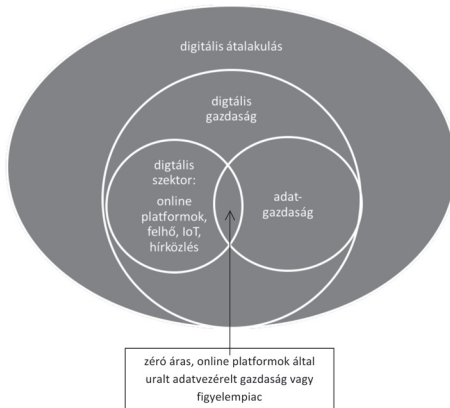 digitális átalakulás
digtális
gazdaság
digtális
szektor:
online
platformok,
felhő, IoT,
hírközlés
adat-
gazdaság
zéró áras, online platformok által
uralt adatvezérelt gazdaság vagy
figyelempiac